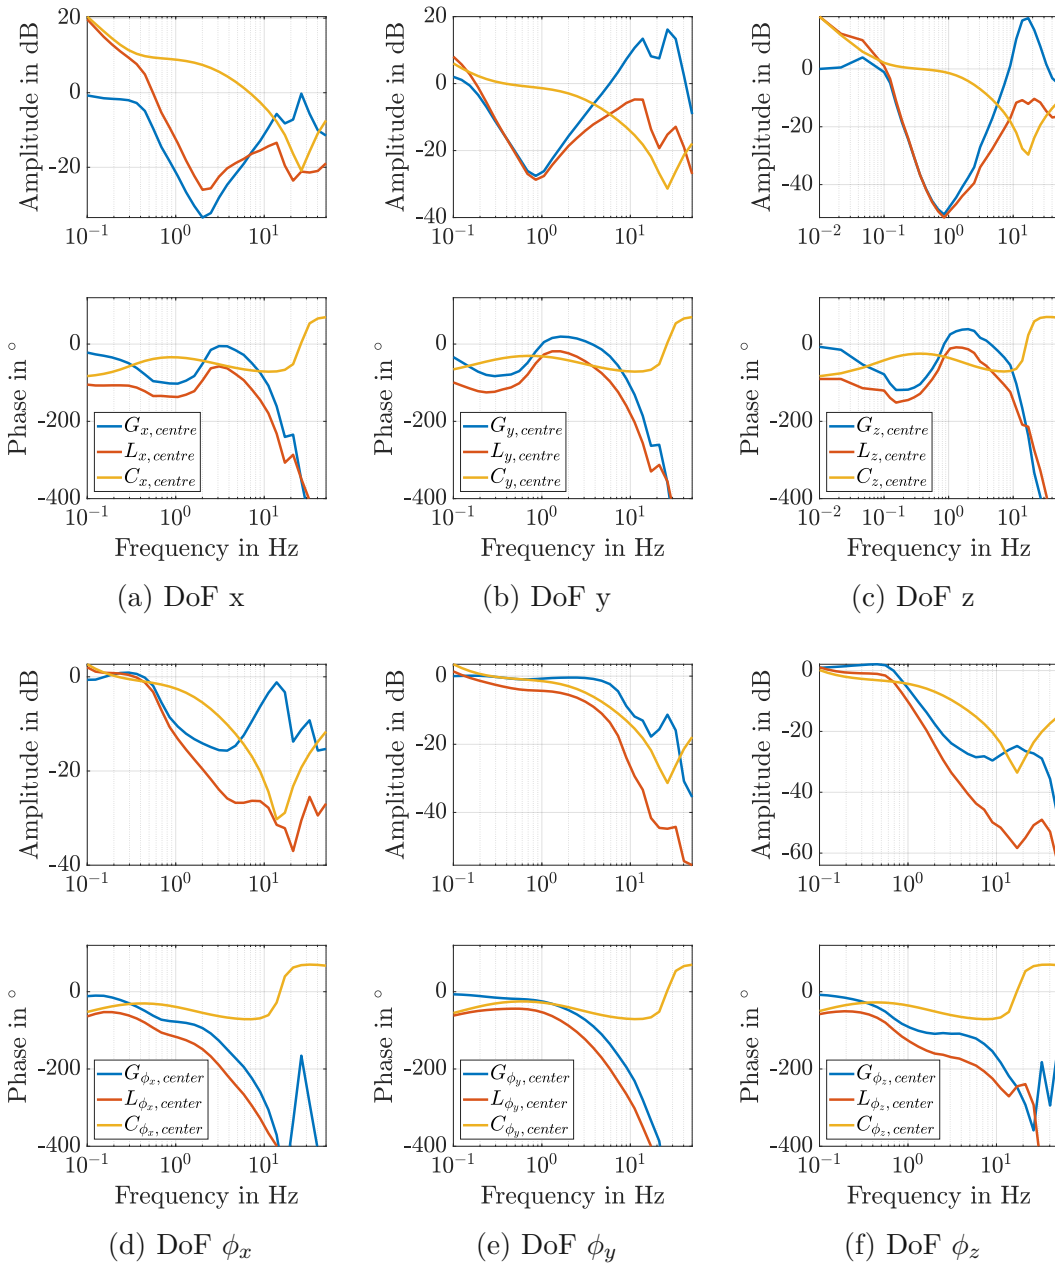 20
0
-20
10^-1
10^0
10^1
Amplitude in dB
20
0
-20
-40
10^-1
10^0
10^1
Amplitude in dB
20
0
-20
-40
10^-2
10^-1
10^0
10^1
Amplitude in dB
0
-200
-400
10^-1
10^0
10^1
Phase in °
Frequency in Hz
G_x,centre
L_x,centre
C_x,centre
0
-200
-400
10^-1
10^0
10^1
Phase in °
Frequency in Hz
G_y,centre
L_y,centre
C_y,centre
0
-200
-400
10^-2
10^-1
10^0
10^1
Phase in °
Frequency in Hz
G_z,centre
L_z,centre
C_z,centre
(a) DoF x
(b) DoF y
(c) DoF z
0
-20
-40
10^-1
10^0
10^1
Amplitude in dB
0
-20
-40
10^-1
10^0
10^1
Amplitude in dB
0
-20
-40
-60
10^-1
10^0
10^1
Amplitude in dB
0
-200
-400
10^-1
10^0
10^1
Phase in °
Frequency in Hz
G_ϕx,center
L_ϕx,center
C_ϕx,center
0
-200
-400
10^-1
10^0
10^1
Phase in °
Frequency in Hz
G_ϕy,center
L_ϕy,center
C_ϕy,center
0
-200
-400
10^-1
10^0
10^1
Phase in °
Frequency in Hz
G_ϕz,center
L_ϕz,center
C_ϕz,center
(d) DoF ϕ_x
(e) DoF ϕ_y
(f) DoF ϕ_z